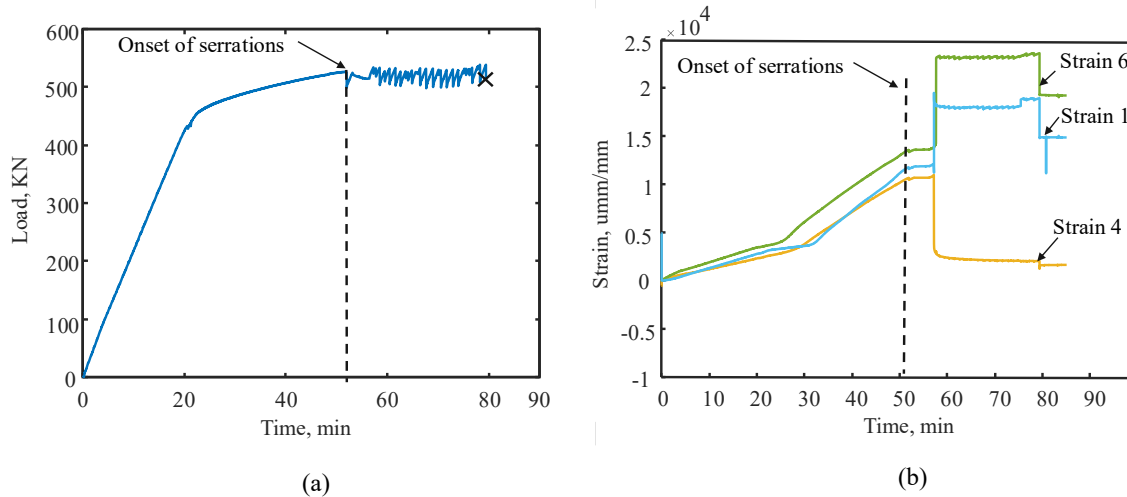 600
500
400
300
200
100
0
Load, KN
Onset of serrations
0 20 40 60 80 90
Time, min
(a)
×10⁴
2.5
2
1.5
1
0.5
0
-0.5
-1
Strain, umm/mm
Onset of serrations
Strain 6
Strain 1
Strain 4
0 10 20 30 40 50 60 70 80 90
Time, min
(b)